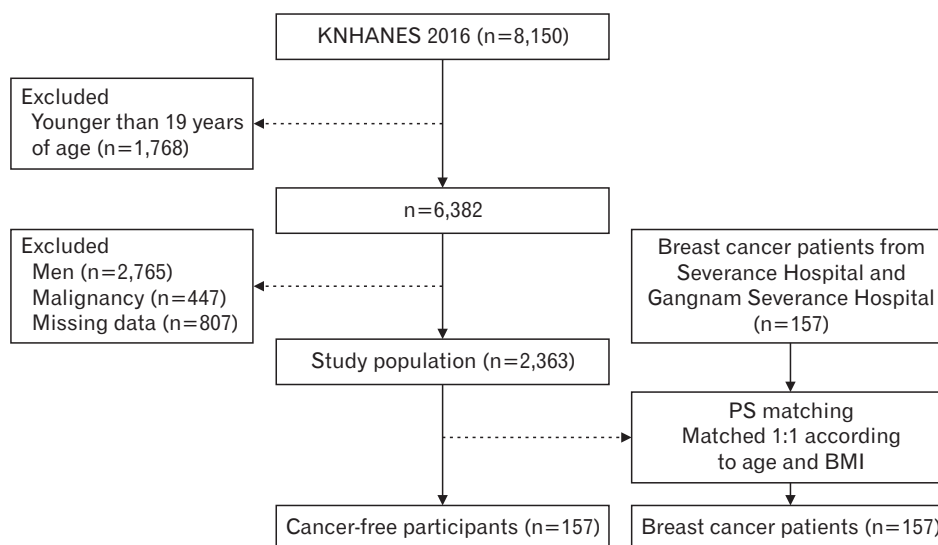 KNHANES 2016 (n=8,150)
Excluded
Younger than 19 years
of age (n=1,768)
n=6,382
Excluded
Men (n=2,765)
Malignancy (n=447)
Missing data (n=807)
Breast cancer patients from
Severance Hospital and
Gangnam Severance Hospital
(n=157)
Study population (n=2,363)
PS matching
Matched 1:1 according
to age and BMI
Cancer-free participants (n=157)
Breast cancer patients (n=157)